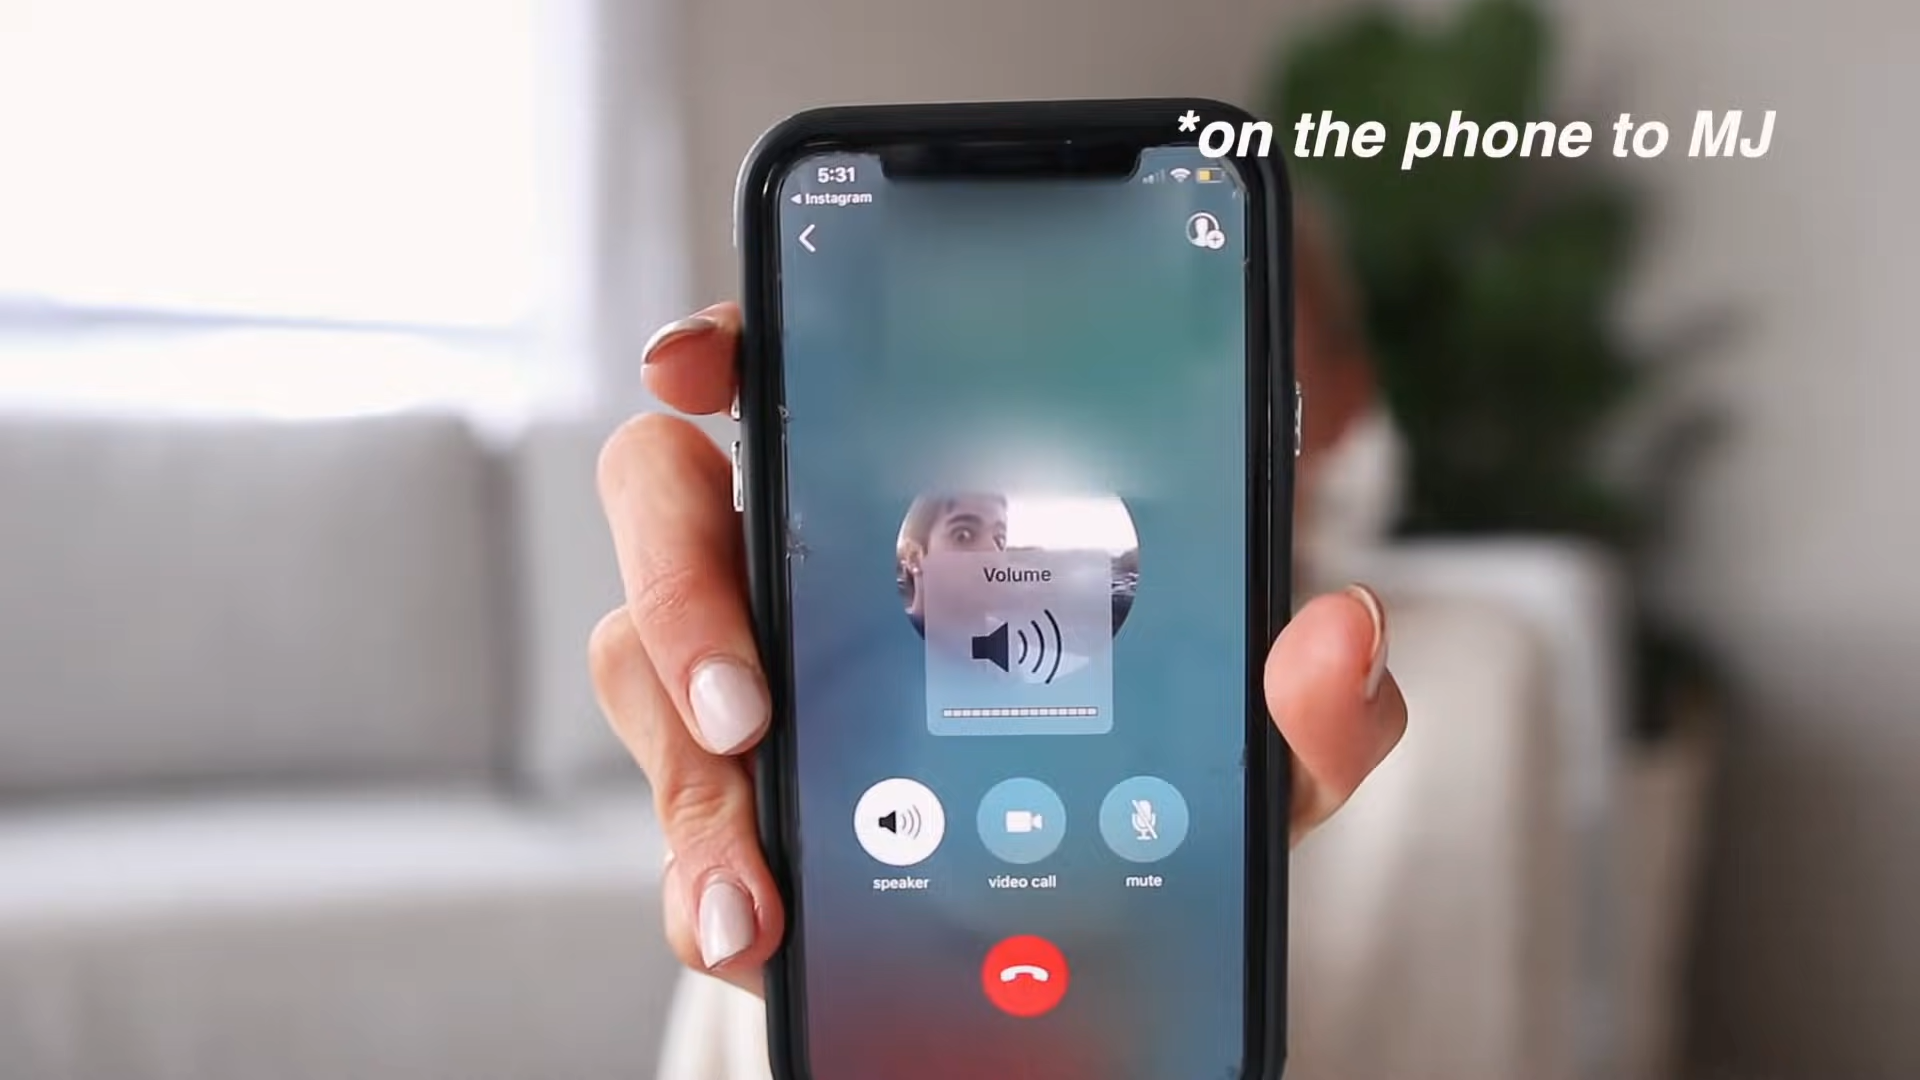 *on the phone to MJ
5:31
◀ Instagram
Volume
speaker
video call
mute